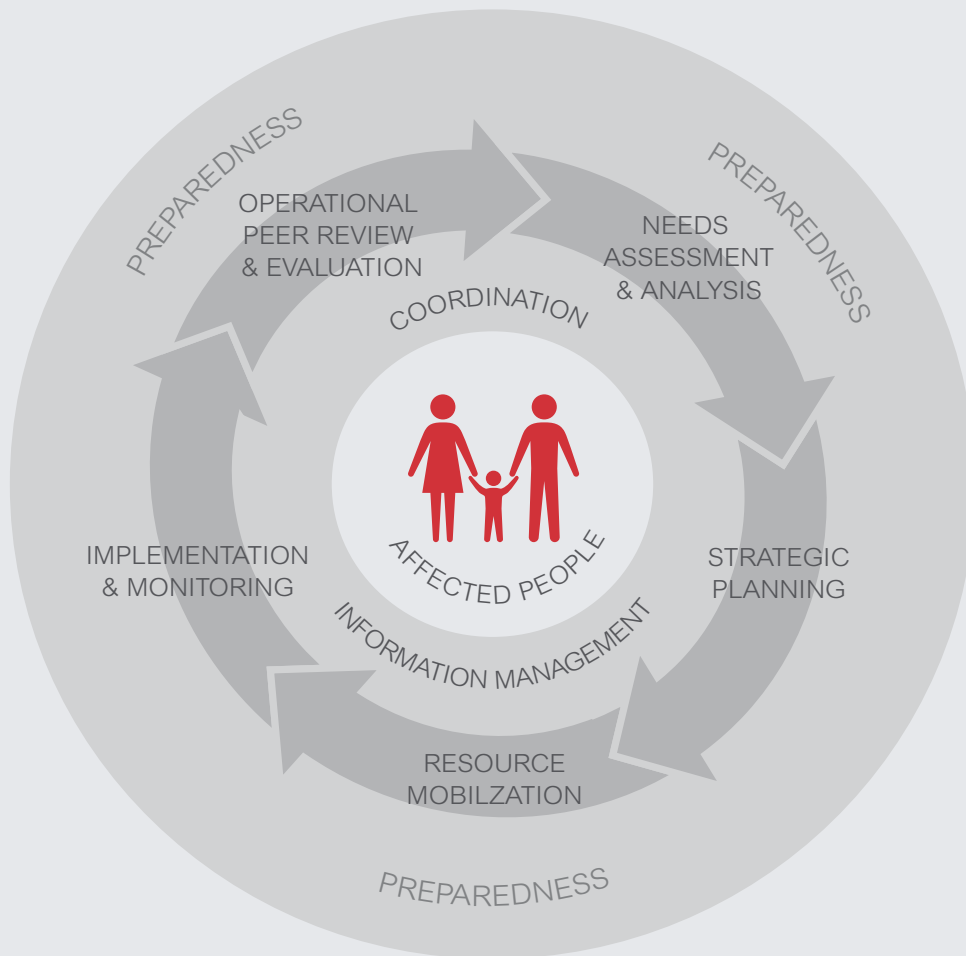 PREPAREDNESS
PREPAREDNESS
OPERATIONAL
PEER REVIEW
& EVALUATION
NEEDS
ASSESSMENT
& ANALYSIS
COORDINATION
AFFECTED PEOPLE
IMPLEMENTATION
& MONITORING
STRATEGIC
PLANNING
INFORMATION MANAGEMENT
RESOURCE
MOBILZATION
PREPAREDNESS